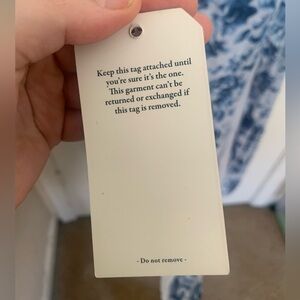 Keep this tag attached until
you're sure it's the one.
This garment can't be
returned or exchanged if
this tag is removed.
- Do not remove -